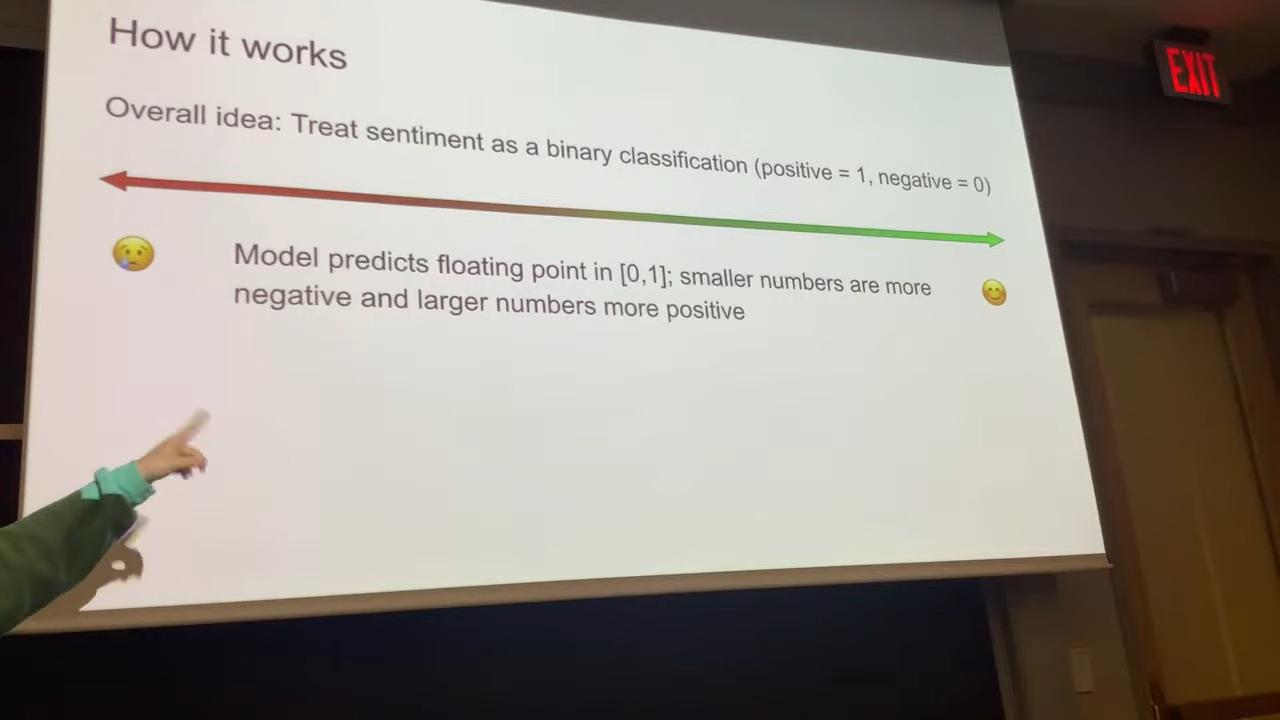 How it works
EXIT
Overall idea: Treat sentiment as a binary classification (positive = 1, negative = 0)
Model predicts floating point in [0,1]; smaller numbers are more
negative and larger numbers more positive